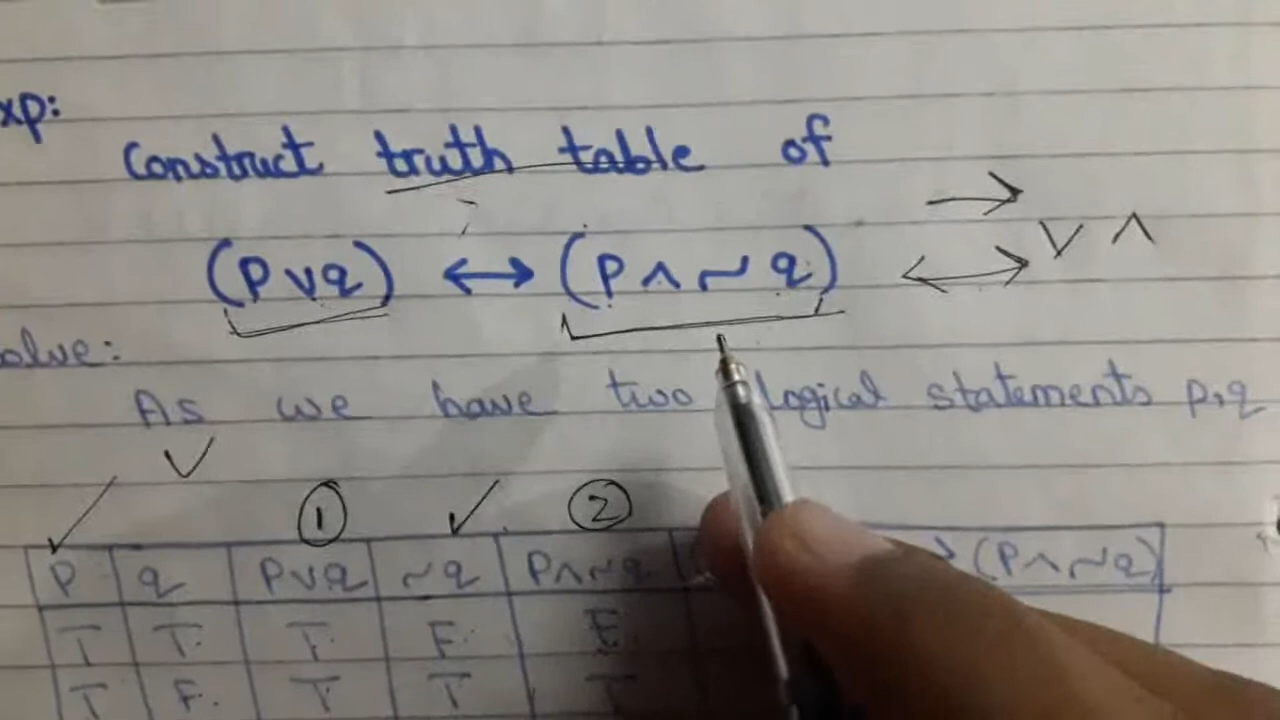 xp:
Construct truth table of
(P∨q) ↔ (P∧~q) → ↔ ∨ ∧
olve:
As we have two logical statements p,q
① ②
P q P∨q ~q P∧~q (P∧~q)
T T T F F
T F T T T